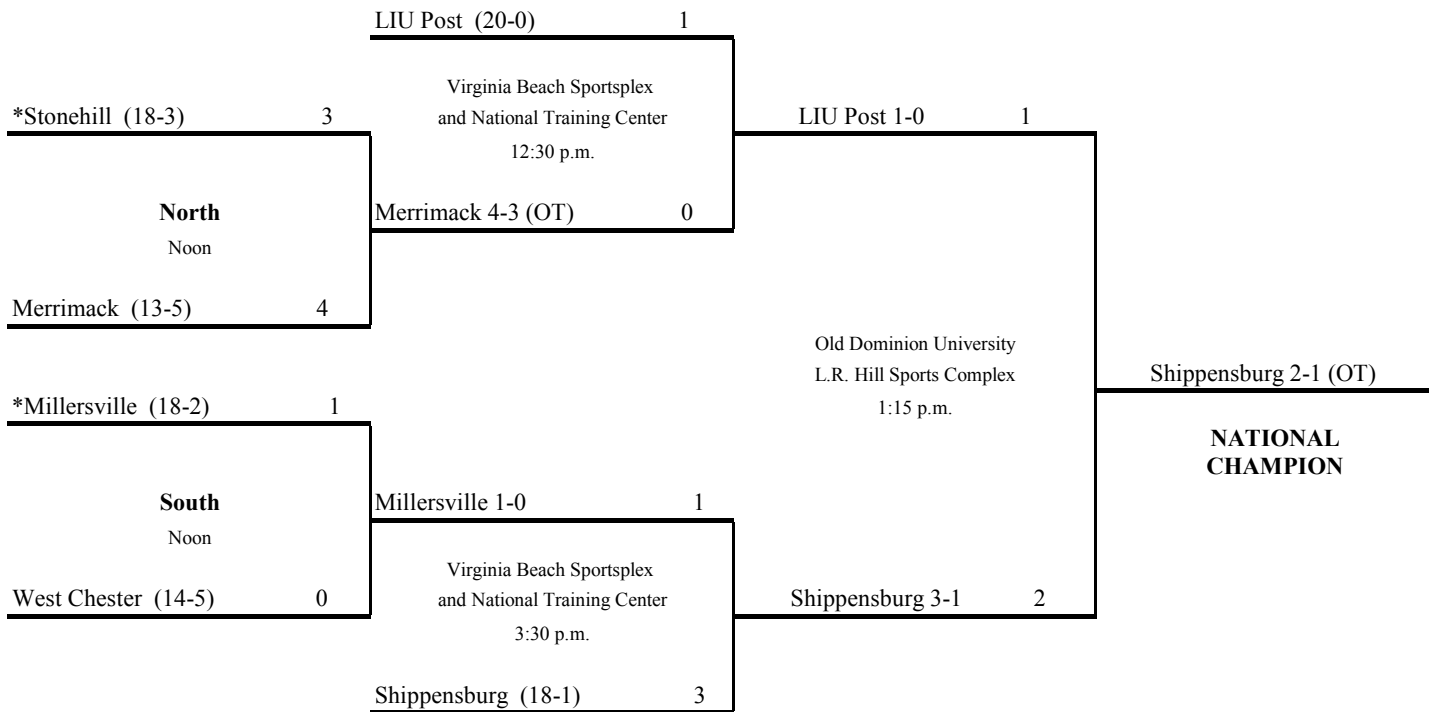 LIU Post (20-0) 1
Virginia Beach Sportsplex
and National Training Center
12:30 p.m.
*Stonehill (18-3) 3
LIU Post 1-0 1
North
Noon
Merrimack 4-3 (OT) 0
Merrimack (13-5) 4
Old Dominion University
L.R. Hill Sports Complex
1:15 p.m.
Shippensburg 2-1 (OT)
NATIONAL
CHAMPION
*Millersville (18-2) 1
South
Noon
Millersville 1-0 1
Virginia Beach Sportsplex
and National Training Center
3:30 p.m.
West Chester (14-5) 0
Shippensburg 3-1 2
Shippensburg (18-1) 3